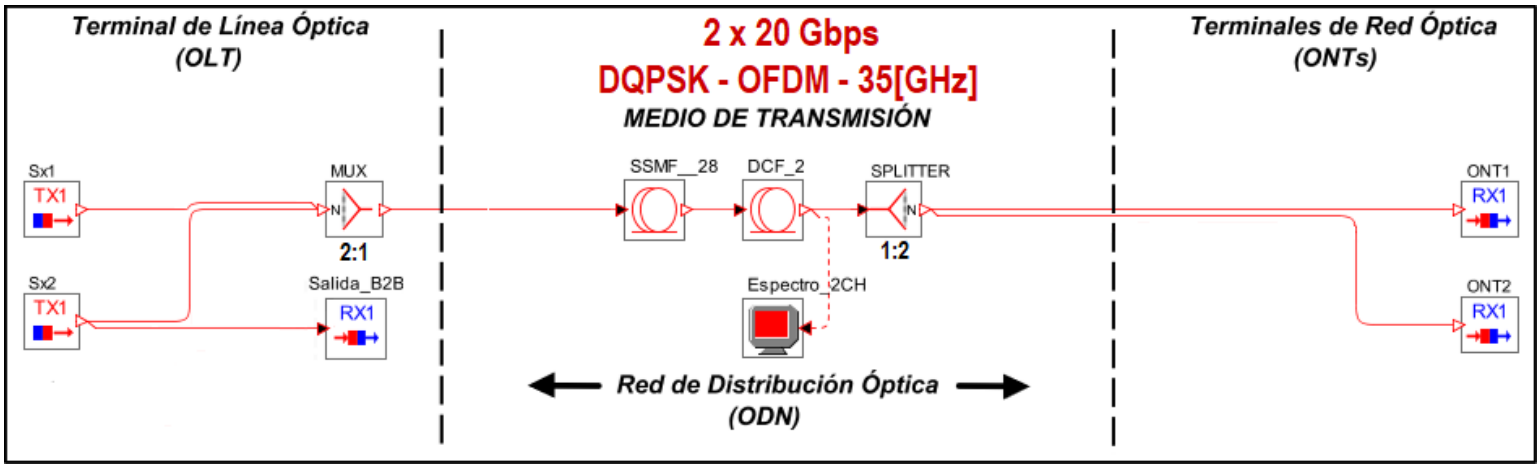 Terminal de Línea Óptica
(OLT)
2 x 20 Gbps
DQPSK - OFDM - 35[GHz]
MEDIO DE TRANSMISIÓN
Terminales de Red Óptica
(ONTs)
Sx1
TX1
MUX
N
2:1
SSMF__28
DCF_2
SPLITTER
N
1:2
ONT1
RX1
Sx2
TX1
Salida_B2B
RX1
Espectro_2CH
ONT2
RX1
Red de Distribución Óptica
(ODN)